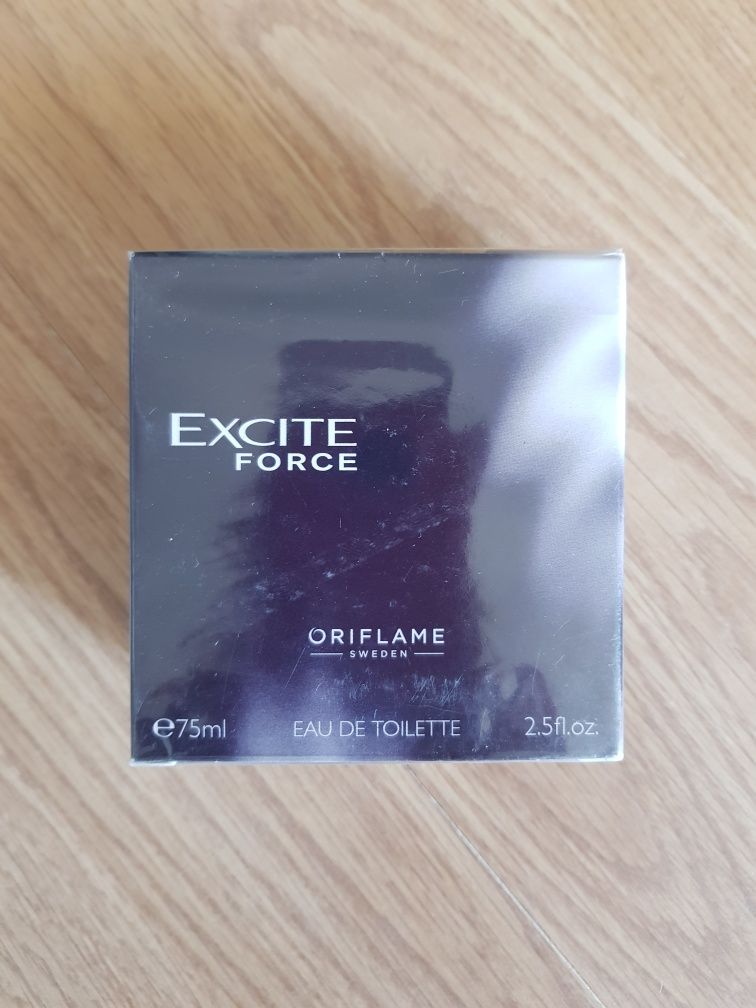 EXCITE
FORCE
ORIFLAME
SWEDEN
℮75ml EAU DE TOILETTE 2.5fl.oz.